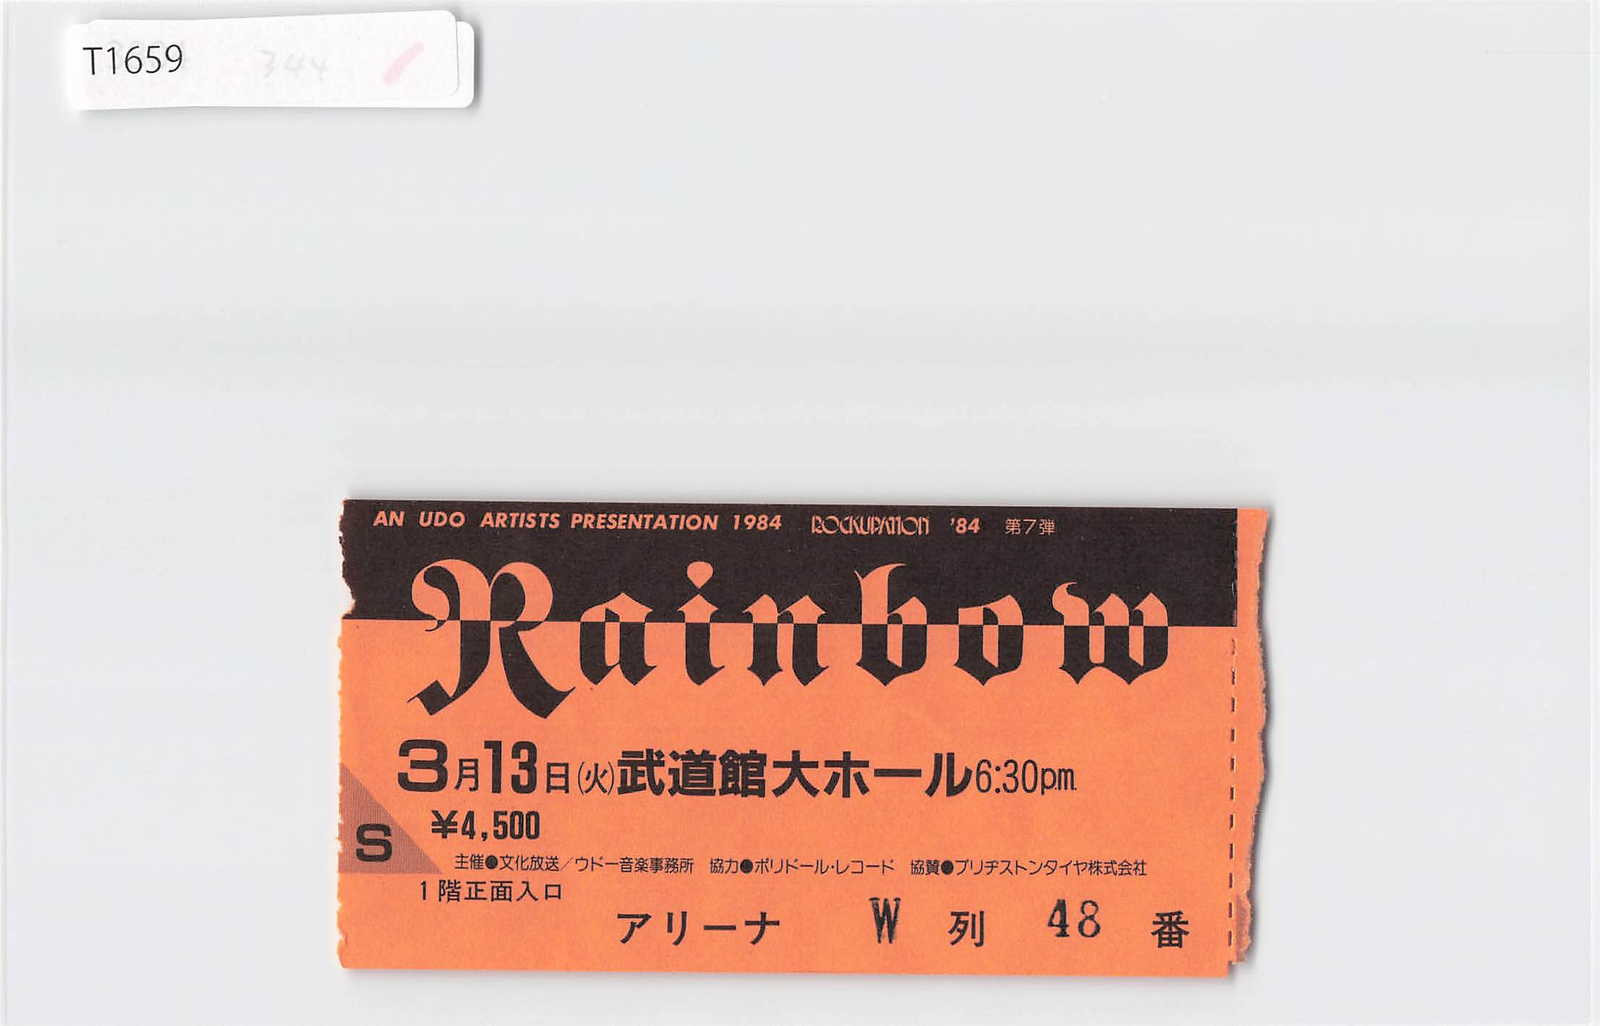 T1659
344
AN UDO ARTISTS PRESENTATION 1984 ROCKUPATION '84 第7弾
Rainbow
3月13日(火)武道館大ホール6:30p.m.
¥4,500
S
主催●文化放送/ウドー音楽事務所 協力●ポリドール・レコード 協賛●ブリヂストンタイヤ株式会社
1階正面入口
アリーナ W 列 48 番